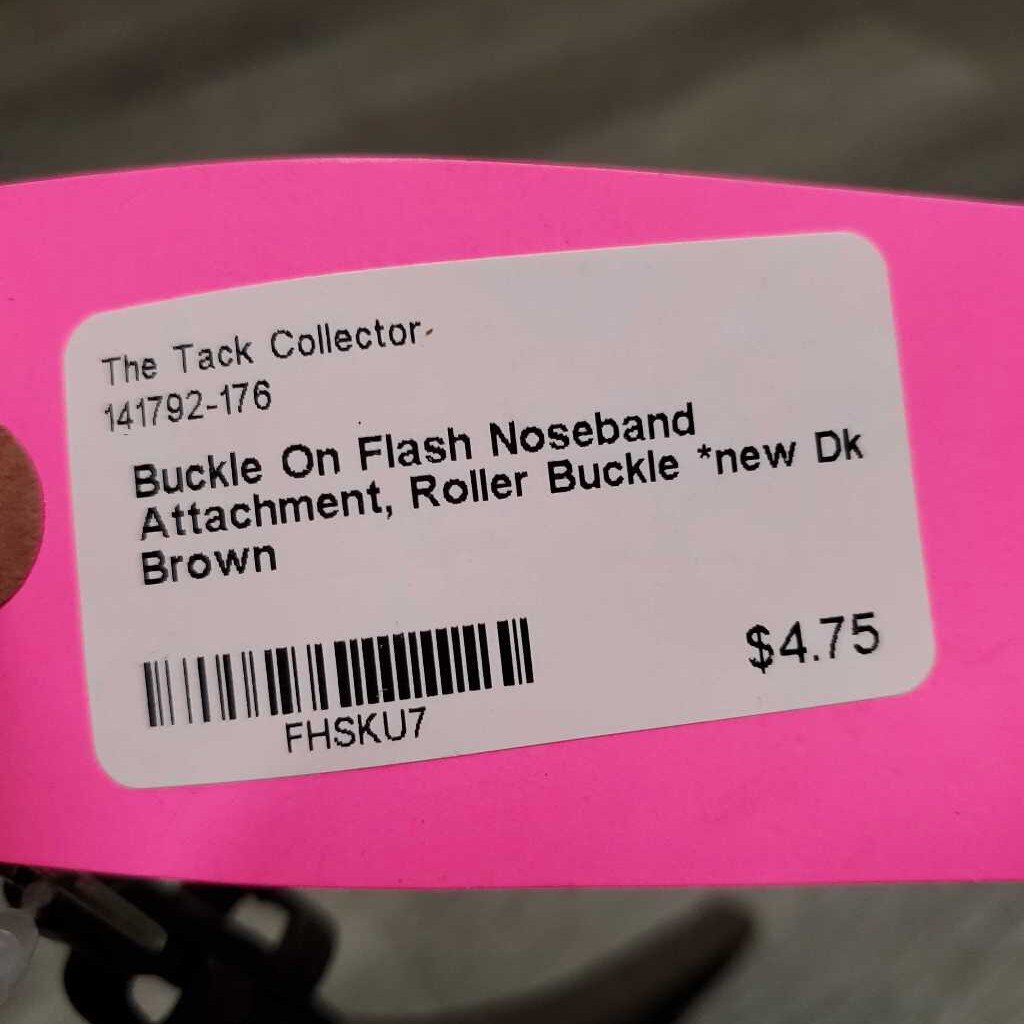 The Tack Collector
141792-176
Buckle On Flash Noseband
Attachment, Roller Buckle *new Dk
Brown
$4.75
FHSKU7